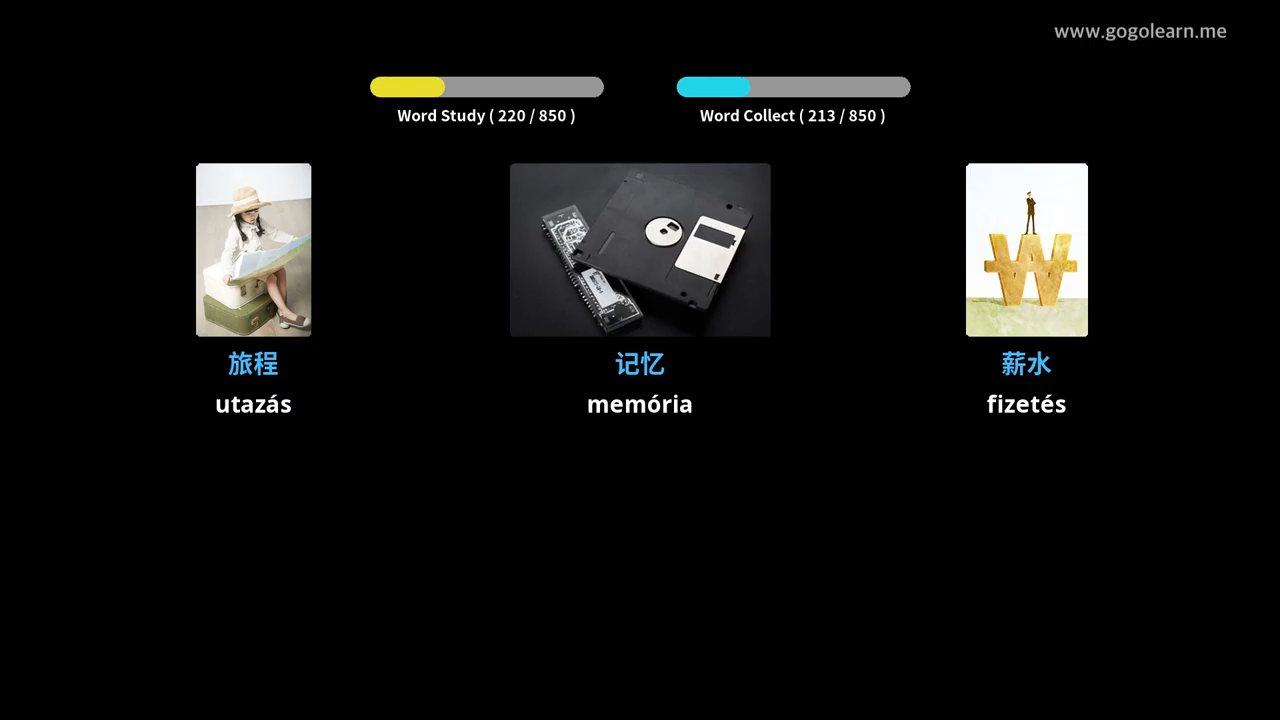 www.gogolearn.me
Word Study ( 220 / 850 )
Word Collect ( 213 / 850 )
旅程
utazás
记忆
memória
薪水
fizetés